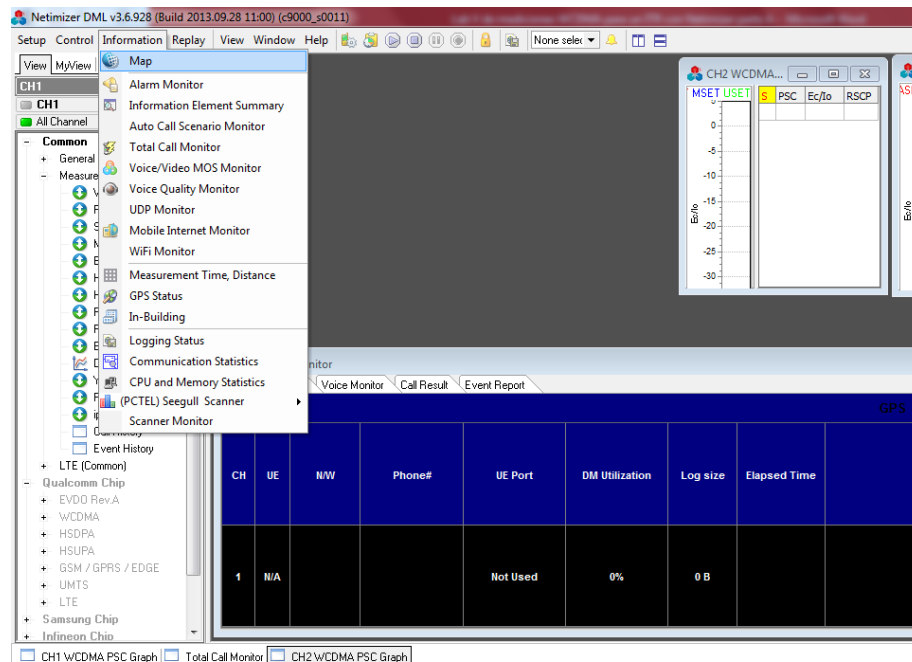 Netimizer DML v3.6.928 (Build 2013.09.28 11:00) (c9000_s0011)
Setup Control Information Replay View Window Help None selec
View MyView
CH1
CH1
All Channel
Common
General
Measure
Map
Alarm Monitor
Information Element Summary
Auto Call Scenario Monitor
Total Call Monitor
Voice/Video MOS Monitor
Voice Quality Monitor
UDP Monitor
Mobile Internet Monitor
WiFi Monitor
Measurement Time, Distance
GPS Status
In-Building
Logging Status
Communication Statistics
CPU and Memory Statistics
(PCTEL) Seegull Scanner
Scanner Monitor
Event History
LTE (Common)
Qualcomm Chip
EVDO Rev.A
WCDMA
HSDPA
HSUPA
GSM / GPRS / EDGE
UMTS
LTE
Samsung Chip
Infineon Chip
CH2 WCDMA...
MSET USET S PSC Ec/Io RSCP
0
-5
-10
-15
-20
-25
-30
Ec/Io
Ec/Io
nitor
Voice Monitor Call Result Event Report
GPS
CH UE N/W Phone# UE Port DM Utilization Log size Elapsed Time
1 N/A Not Used 0% 0 B
CH1 WCDMA PSC Graph Total Call Monitor CH2 WCDMA PSC Graph